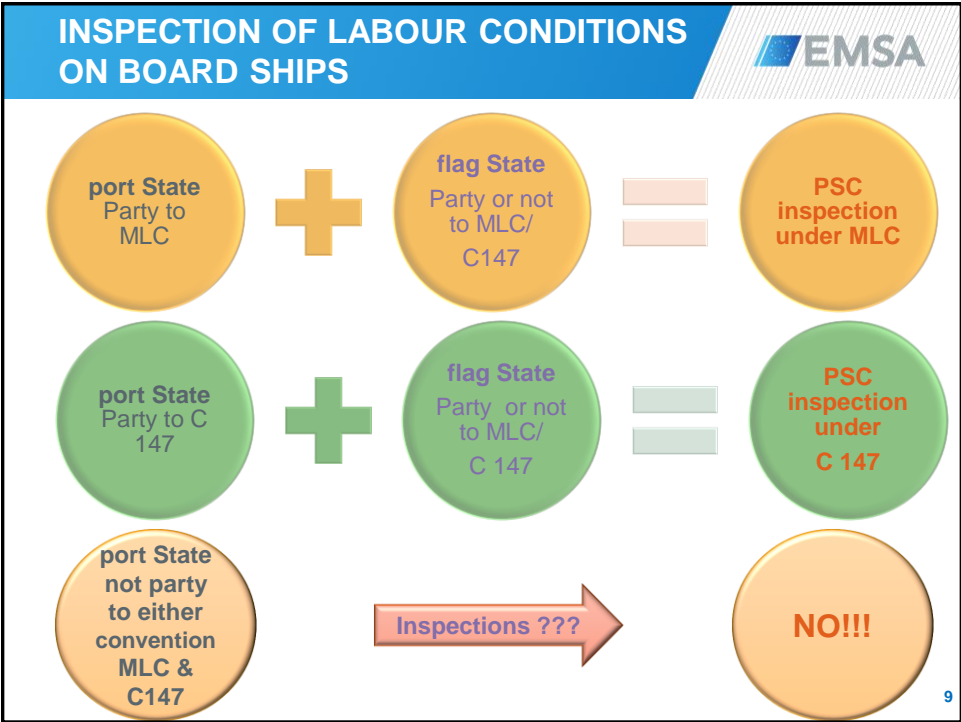 INSPECTION OF LABOUR CONDITIONS
ON BOARD SHIPS
EMSA
port State
Party to
MLC
flag State
Party or not
to MLC/
C147
PSC
inspection
under MLC
port State
Party to C
147
flag State
Party or not
to MLC/
C 147
PSC
inspection
under
C 147
port State
not party
to either
convention
MLC &
C147
Inspections ???
NO!!!
9